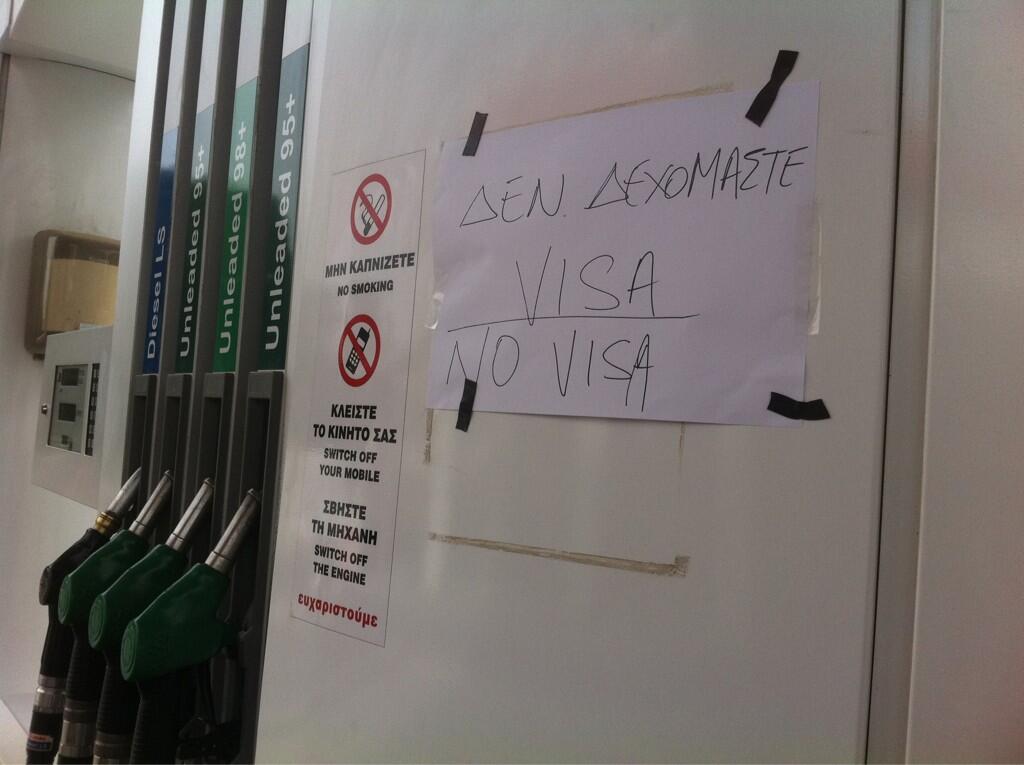 Diesel LS
Unleaded 95+
Unleaded 98+
Unleaded 95+
ΜΗΝ ΚΑΠΝΙΖΕΤΕ
NO SMOKING
ΚΛΕΙΣΤΕ
ΤΟ ΚΙΝΗΤΟ ΣΑΣ
SWITCH OFF
YOUR MOBILE
ΣΒΗΣΤΕ
ΤΗ ΜΗΧΑΝΗ
SWITCH OFF
THE ENGINE
ευχαριστούμε
ΔΕΝ. ΔΕΧΟΜΑΣΤΕ
VISA
NO VISA